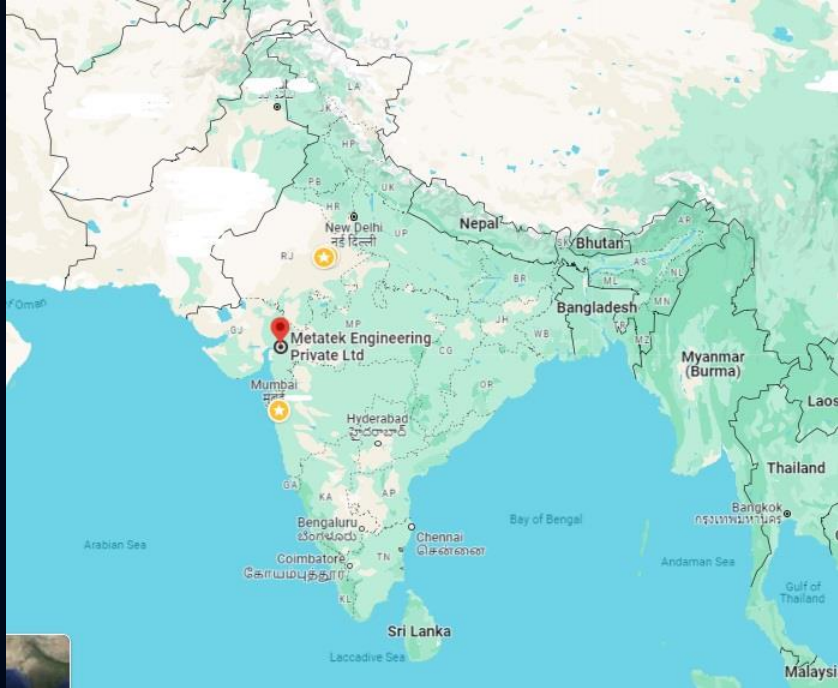 LA
JK
HP
PB
UK
HR
New Delhi
नई दिल्ली
UP
RJ
Nepal
SK
Bhutan
AR
AS
NL
ML
BR
MN
Bangladesh
TR
MZ
JH
WB
GJ
MP
Metatek Engineering
Private Ltd
CG
OR
Mumbai
Myanmar
(Burma)
Laos
Hyderabad
హైదరాబాద్
Thailand
GA
KA
AP
Bangkok
กรุงเทพมหานคร
Bengaluru
ಬೆಂಗಳೂರು
Chennai
சென்னை
Bay of Bengal
Arabian Sea
Coimbatore
கோயம்புத்தூர்
TN
KL
Andaman Sea
Gulf of
Thailand
Sri Lanka
Laccadive Sea
Malaysi
of Oman